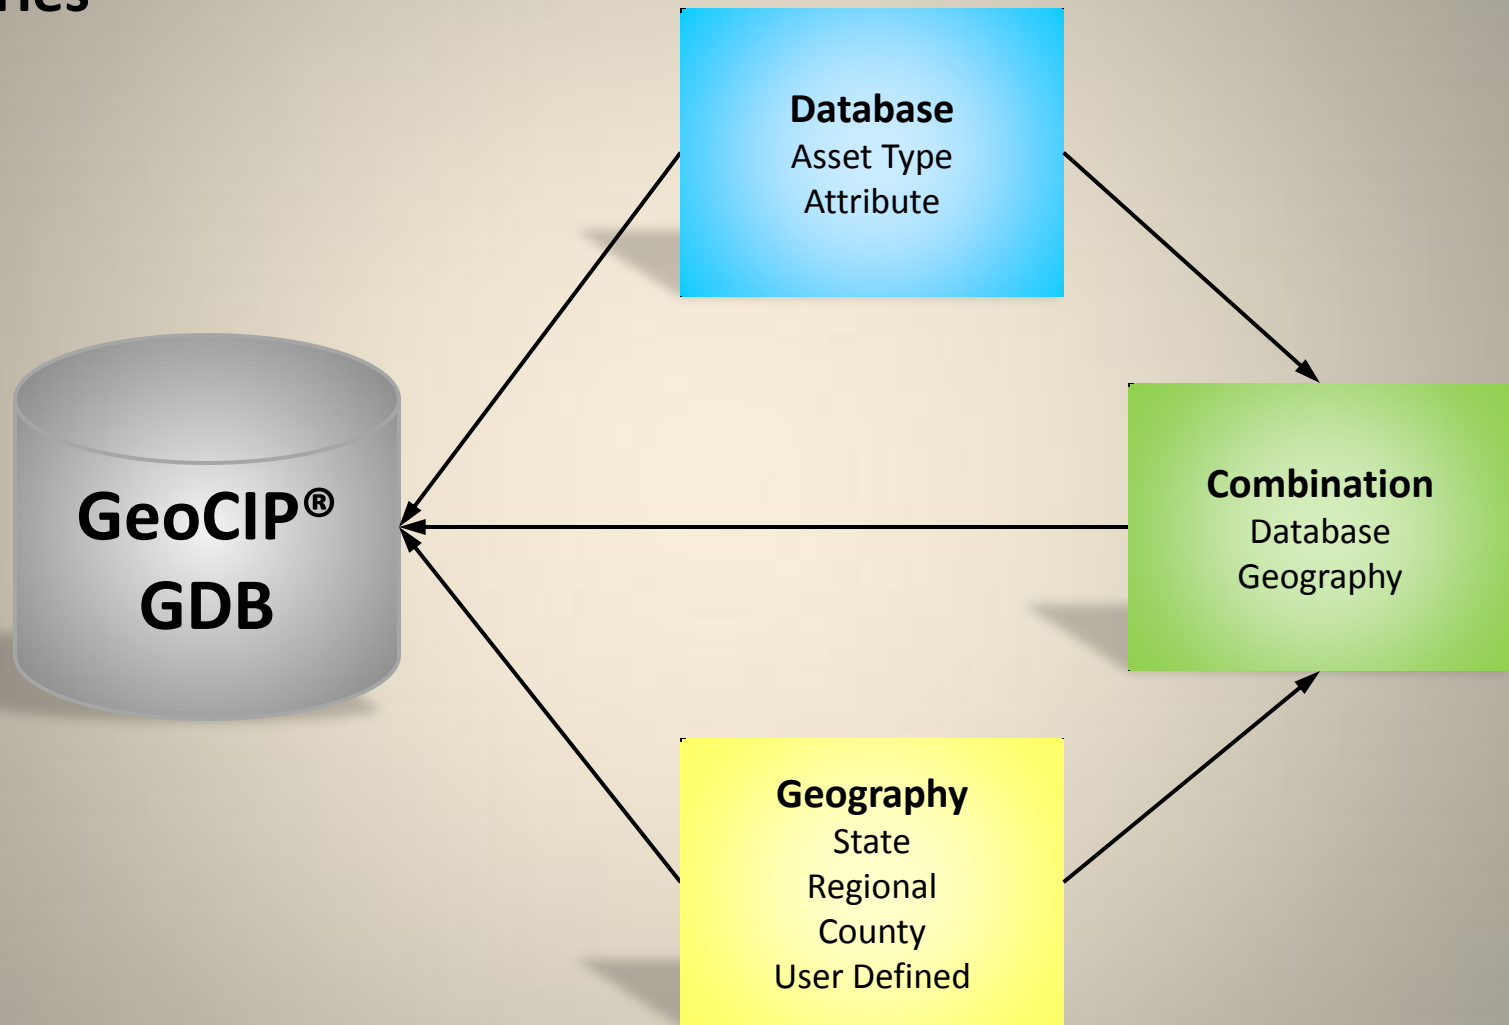 Database
Asset Type
Attribute
GeoCIP®
GDB
Combination
Database
Geography
Geography
State
Regional
County
User Defined